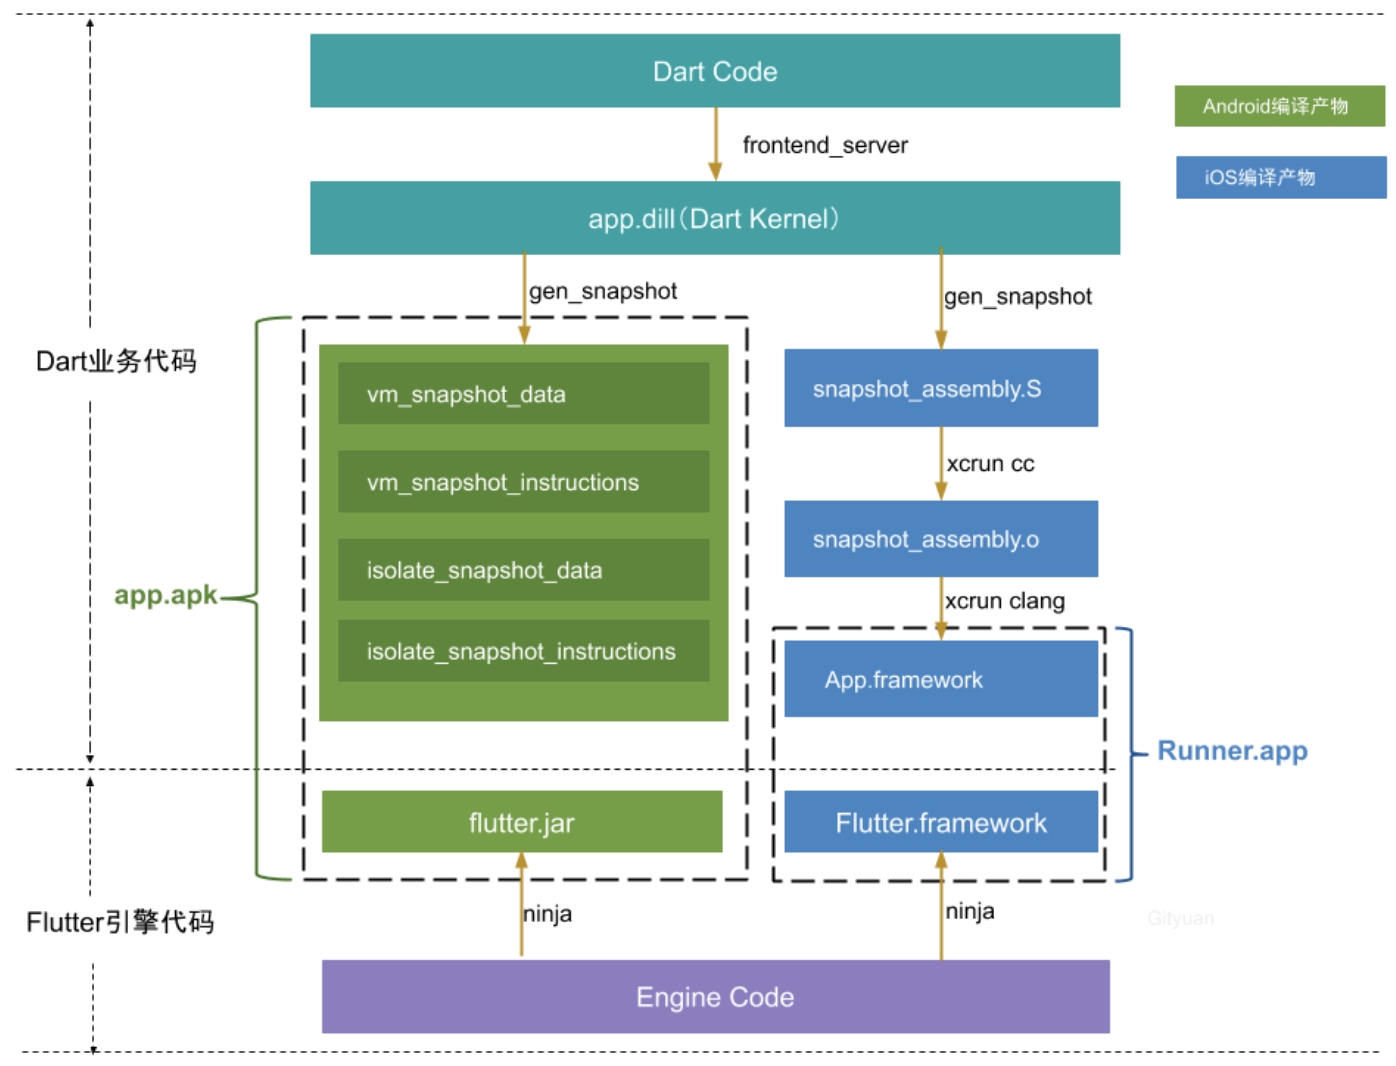 Dart Code
Android编译产物
frontend_server
iOS编译产物
app.dill（Dart Kernel）
gen_snapshot
gen_snapshot
Dart业务代码
vm_snapshot_data
snapshot_assembly.S
xcrun cc
vm_snapshot_instructions
snapshot_assembly.o
isolate_snapshot_data
app.apk
xcrun clang
isolate_snapshot_instructions
App.framework
Runner.app
flutter.jar
Flutter.framework
Flutter引擎代码
ninja
ninja
Gityuan
Engine Code